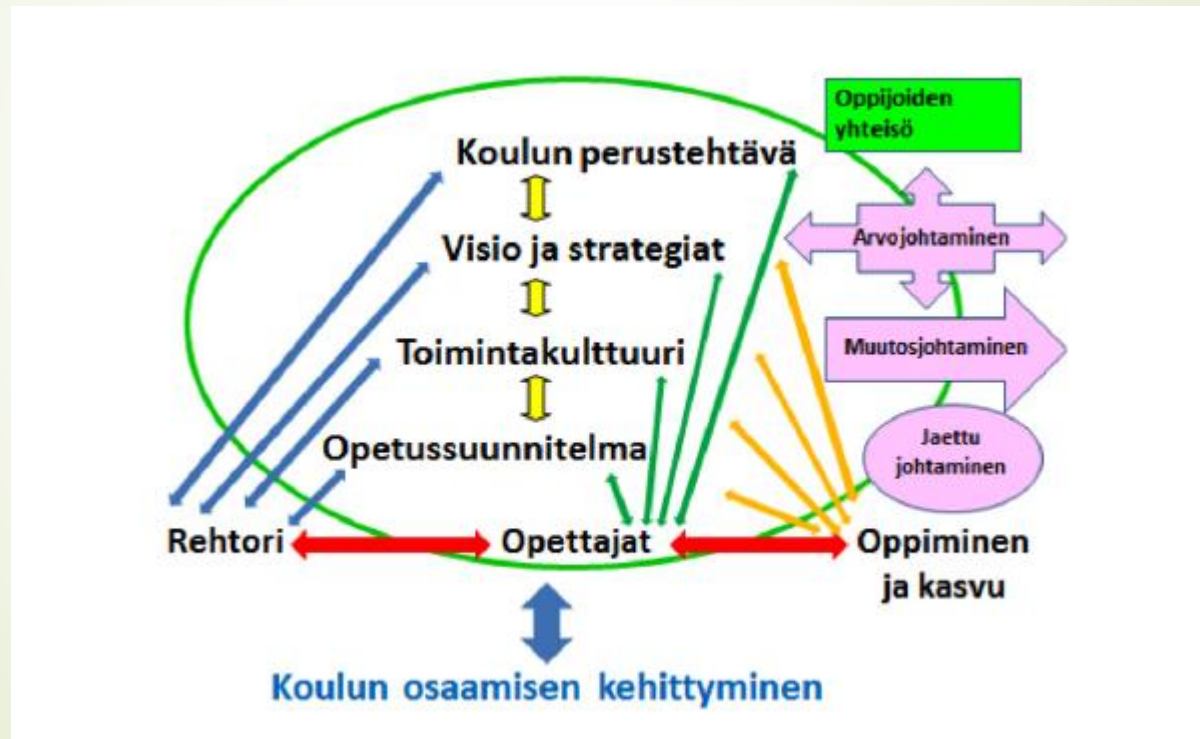 Oppijoiden
yhteisö
Koulun perustehtävä
Arvojohtaminen
Visio ja strategiat
Muutosjohtaminen
Toimintakulttuuri
Jaettu
johtaminen
Opetussuunnitelma
Rehtori
Opettajat
Oppiminen
ja kasvu
Koulun osaamisen kehittyminen